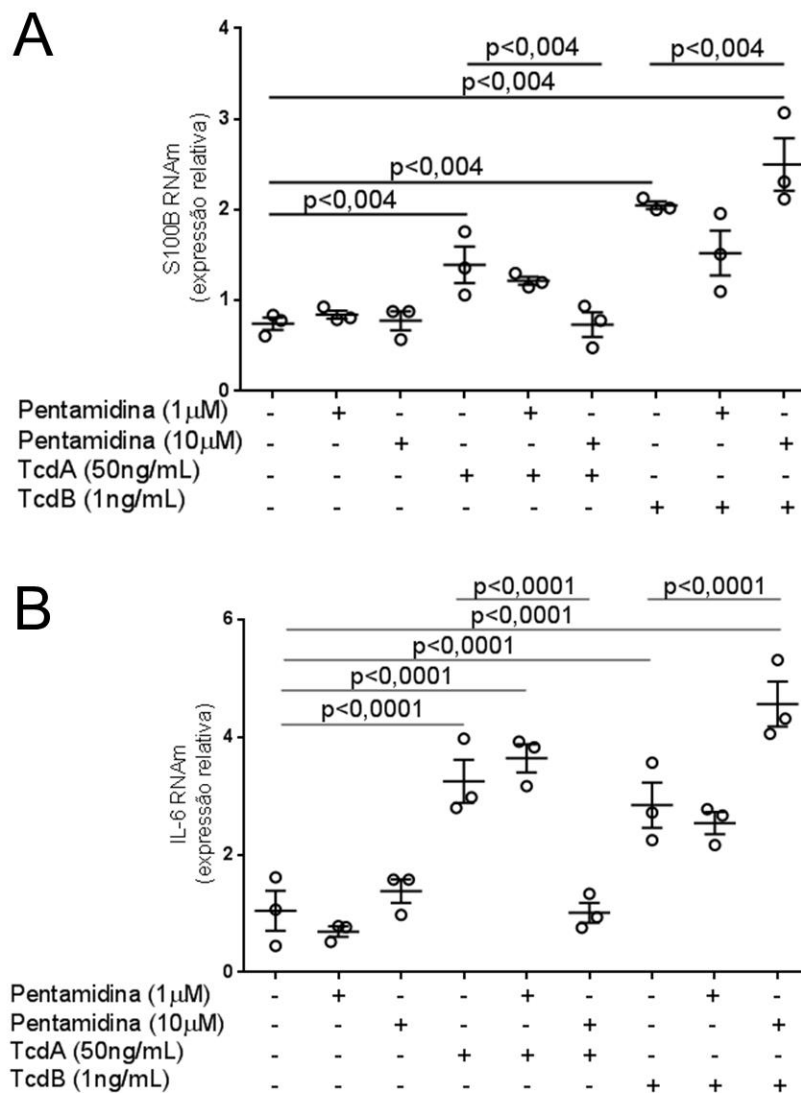 A
4
3
2
1
0
S100B RNAm
(expressão relativa)
p<0,004
p<0,004
p<0,004
p<0,004
p<0,004
Pentamidina (1μM) - + - - + - - + -
Pentamidina (10μM) - - + - - + - - +
TcdA (50ng/mL) - - - + + + - - -
TcdB (1ng/mL) - - - - - - + + +
B
6
4
2
0
IL-6 RNAm
(expressão relativa)
p<0,0001
p<0,0001
p<0,0001
p<0,0001
p<0,0001
p<0,0001
Pentamidina (1μM) - + - - + - - + -
Pentamidina (10μM) - - + - - + - - +
TcdA (50ng/mL) - - - + + + - - -
TcdB (1ng/mL) - - - - - - + + +